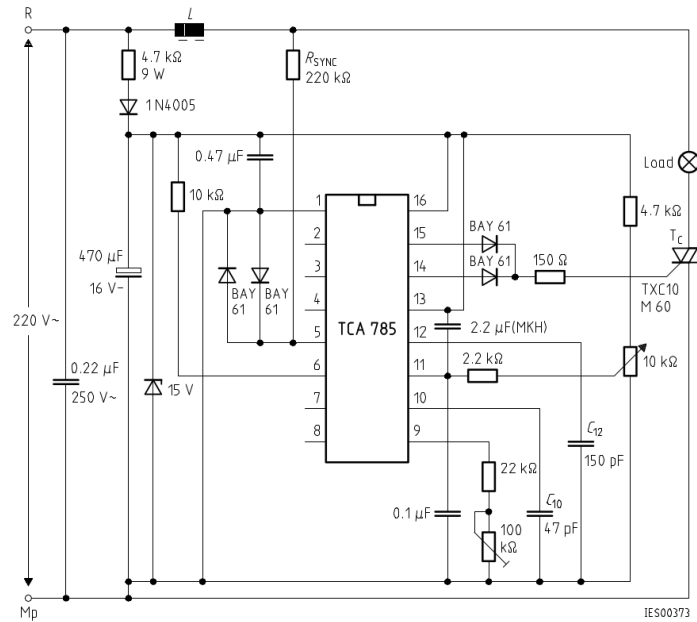 R
L
4.7 kΩ
9 W
R_SYNC
220 kΩ
1N4005
0.47 µF
Load
10 kΩ
1
16
4.7 kΩ
BAY 61
T_C
2
15
150 Ω
BAY 61
470 µF
16 V-
3
14
TXC10
M 60
BAY
61
BAY
61
4
13
TCA 785
2.2 µF(MKH)
220 V~
5
12
2.2 kΩ
10 kΩ
0.22 µF
250 V~
15 V
6
11
7
10
C_12
150 pF
8
9
22 kΩ
C_10
47 pF
0.1 µF
100
kΩ
Mp
IES00373